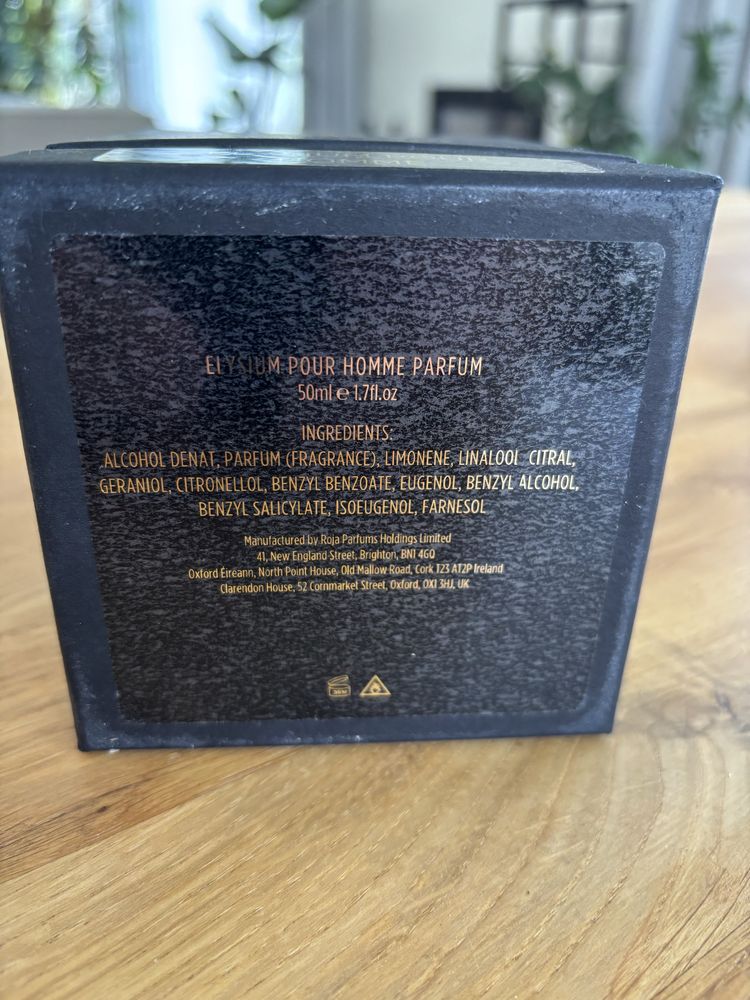 ELYSIUM POUR HOMME PARFUM
50ml e 1.7fl.oz
INGREDIENTS:
ALCOHOL DENAT, PARFUM (FRAGRANCE), LIMONENE, LINALOOL CITRAL,
GERANIOL, CITRONELLOL, BENZYL BENZOATE, EUGENOL, BENZYL ALCOHOL,
BENZYL SALICYLATE, ISOEUGENOL, FARNESOL
Manufactured by Roja Parfums Holdings Limited
41, New England Street, Brighton, BN1 4GQ
Oxford Éireann, North Point House, Old Mallow Road, Cork T23 AT2P Ireland
Clarendon House, 52 Cornmarket Street, Oxford, OX1 3HJ, UK
36M